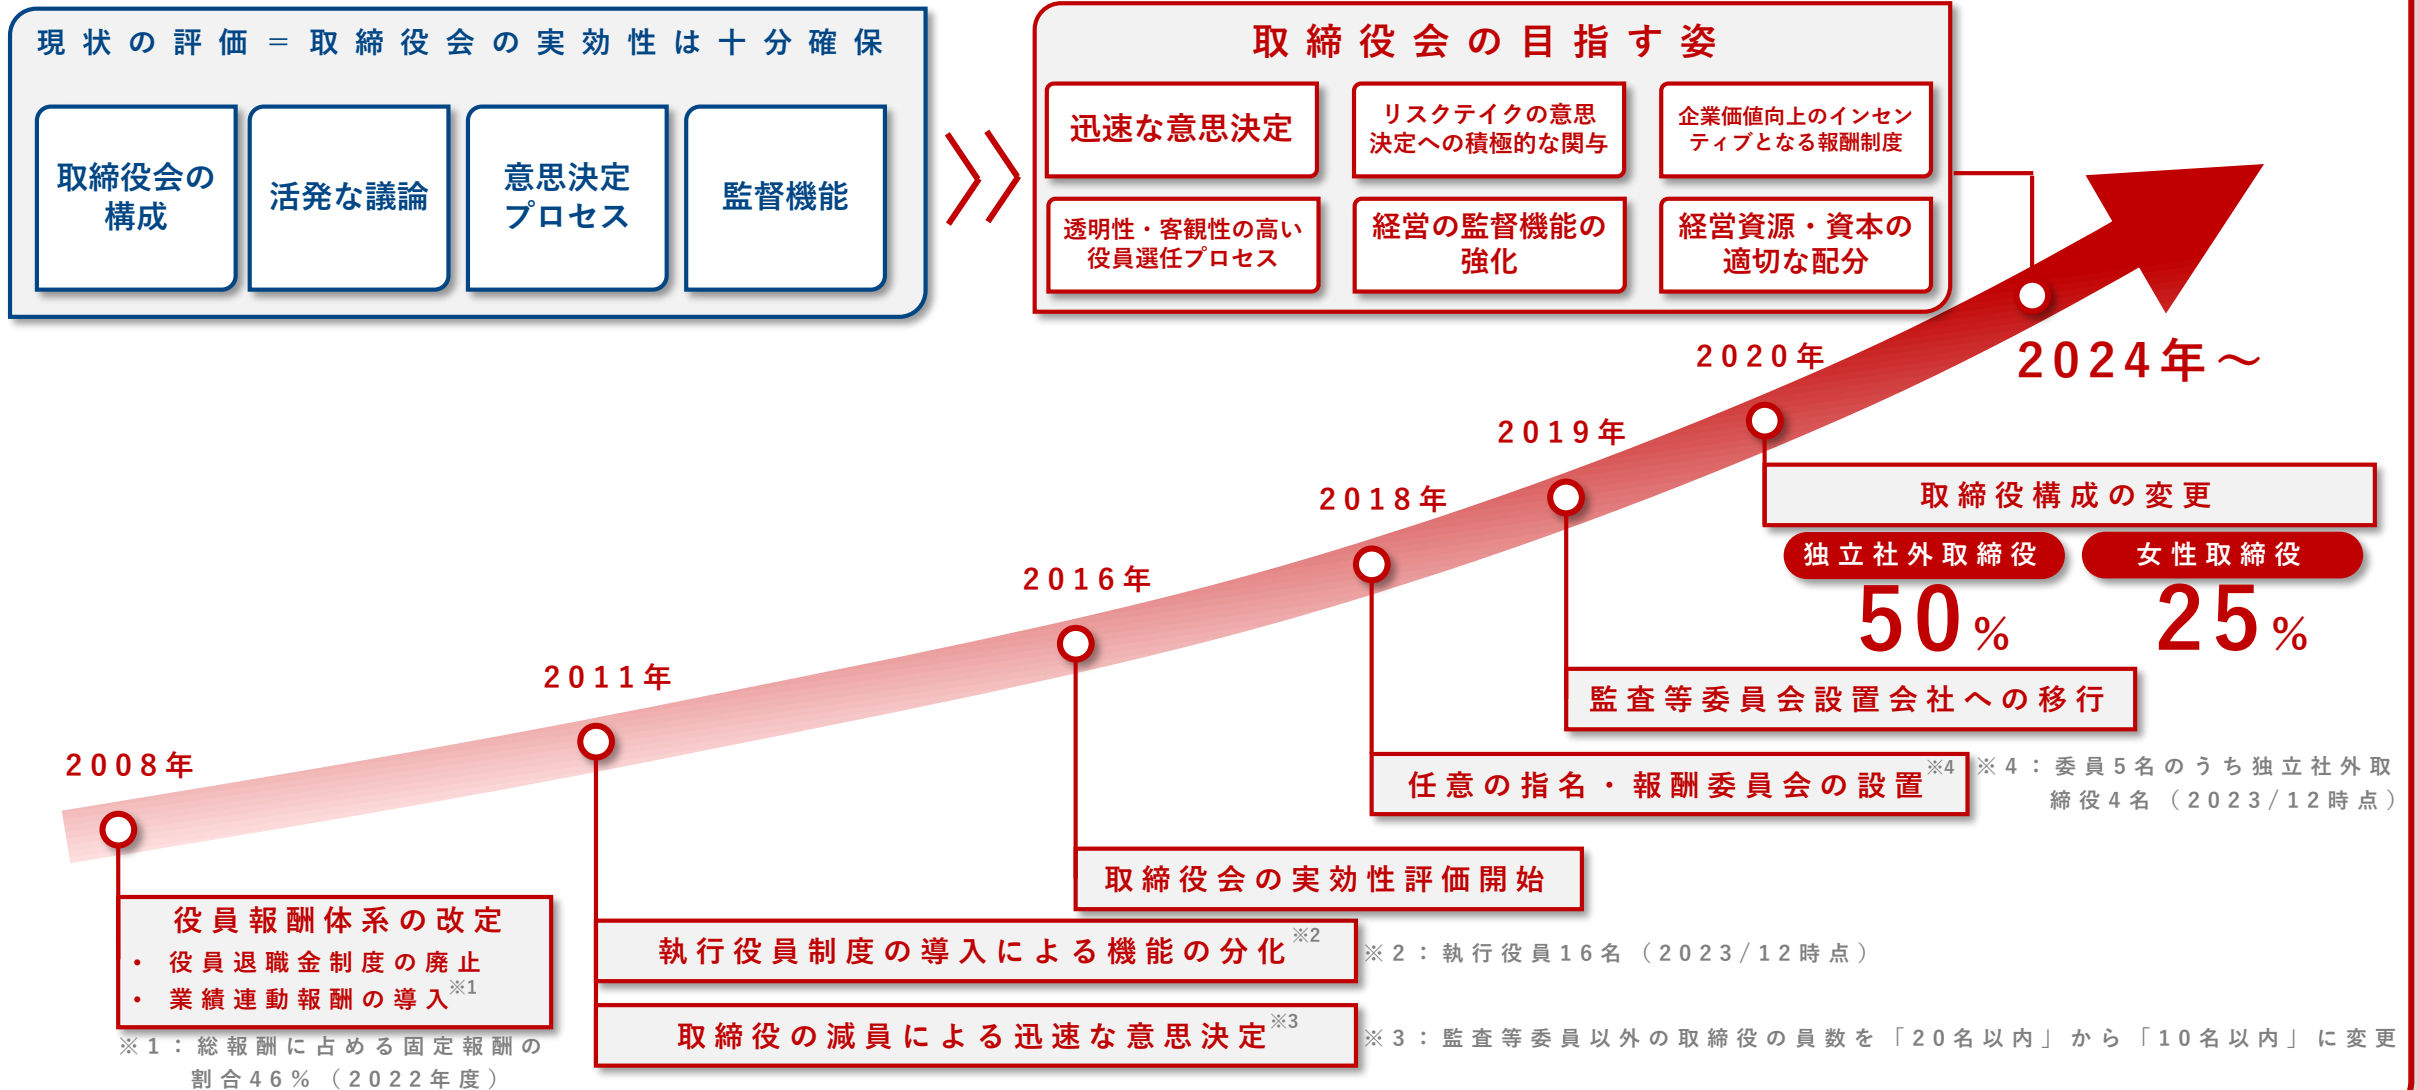 現状の評価＝取締役会の実効性は十分確保
取締役会の
構成
活発な議論
意思決定
プロセス
監督機能
取締役会の目指す姿
迅速な意思決定
リスクテイクの意思
決定への積極的な関与
企業価値向上のインセン
ティブとなる報酬制度
透明性・客観性の高い
役員選任プロセス
経営の監督機能の
強化
経営資源・資本の
適切な配分
2024年～
2020年
取締役構成の変更
独立社外取締役
50%
女性取締役
25%
2019年
監査等委員会設置会社への移行
2018年
任意の指名・報酬委員会の設置※4
※4：委員5名のうち独立社外取
締役4名（2023/12時点）
2016年
取締役会の実効性評価開始
2011年
執行役員制度の導入による機能の分化※2
※2：執行役員16名（2023/12時点）
取締役の減員による迅速な意思決定※3
※3：監査等委員以外の取締役の員数を「20名以内」から「10名以内」に変更
2008年
役員報酬体系の改定
・ 役員退職金制度の廃止
・ 業績連動報酬の導入※1
※1：総報酬に占める固定報酬の
割合46%（2022年度）